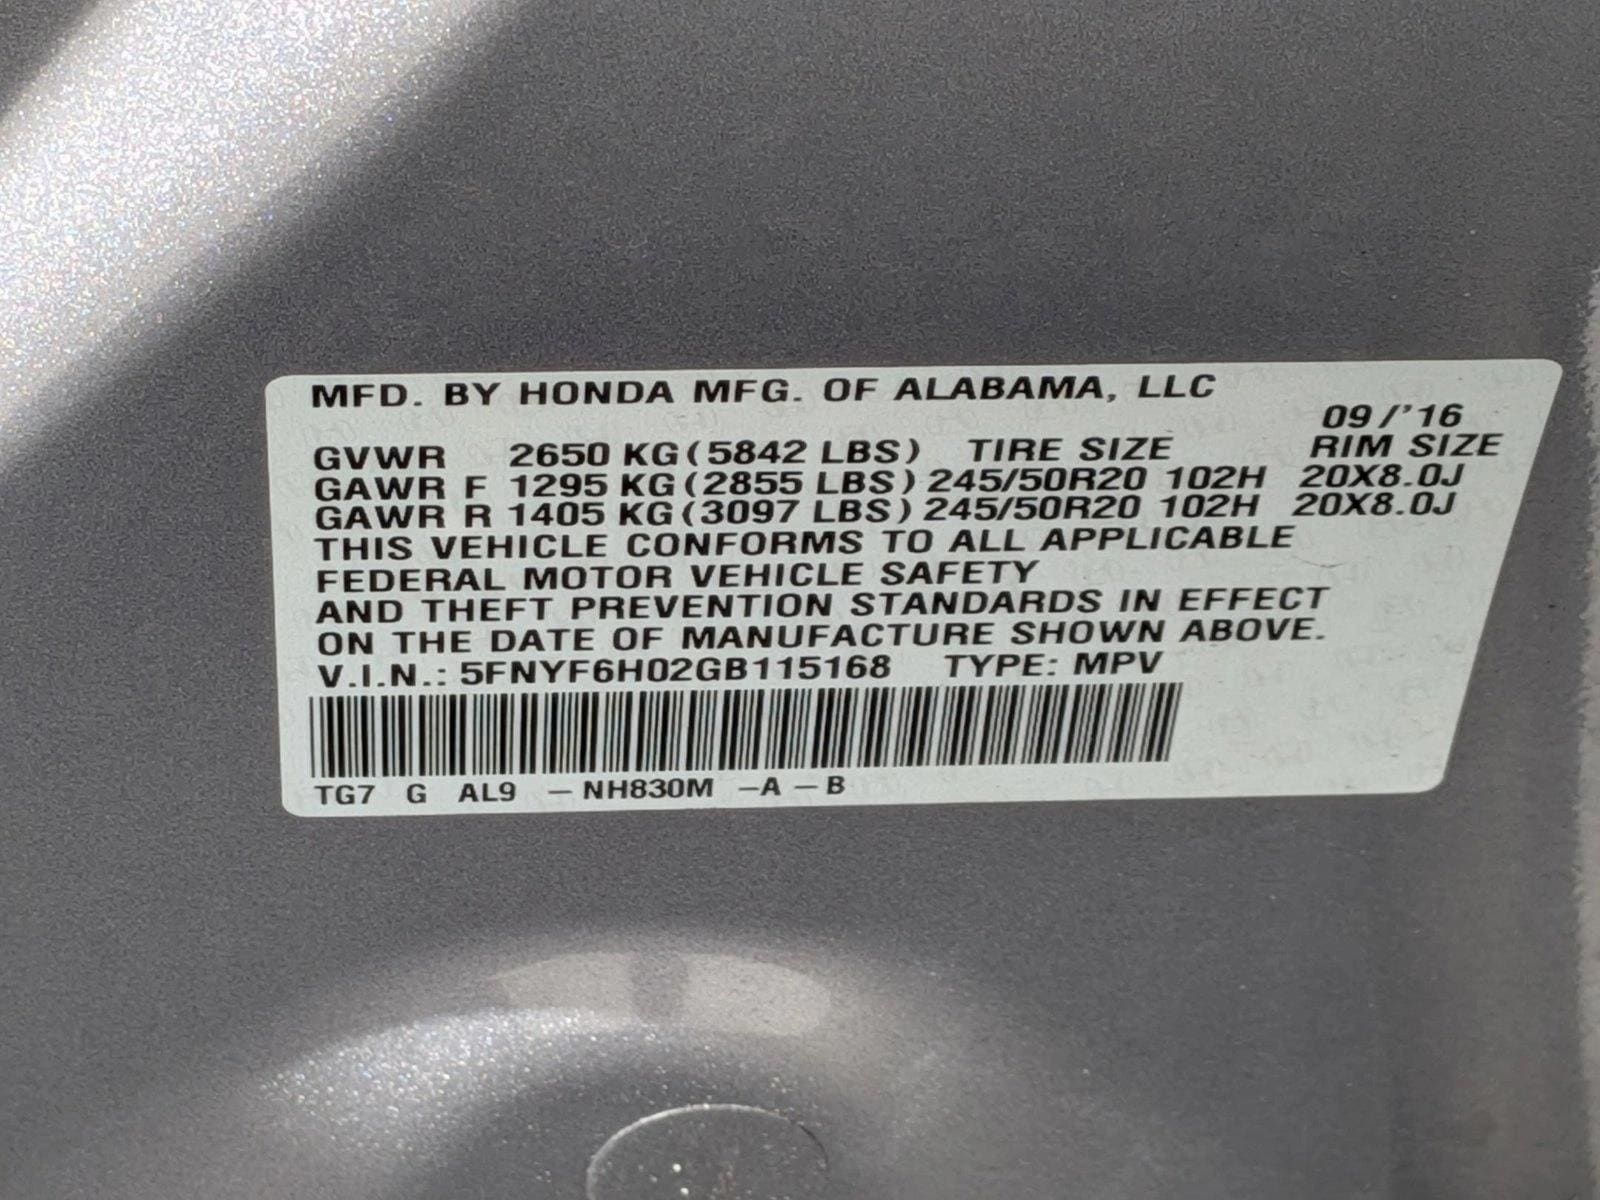 MFD. BY HONDA MFG. OF ALABAMA, LLC
09/'16
GVWR 2650 KG(5842 LBS) TIRE SIZE RIM SIZE
GAWR F 1295 KG(2855 LBS) 245/50R20 102H 20X8.0J
GAWR R 1405 KG(3097 LBS) 245/50R20 102H 20X8.0J
THIS VEHICLE CONFORMS TO ALL APPLICABLE
FEDERAL MOTOR VEHICLE SAFETY
AND THEFT PREVENTION STANDARDS IN EFFECT
ON THE DATE OF MANUFACTURE SHOWN ABOVE.
V.I.N.: 5FNYF6H02GB115168 TYPE: MPV
TG7 G AL9 -NH830M -A -B